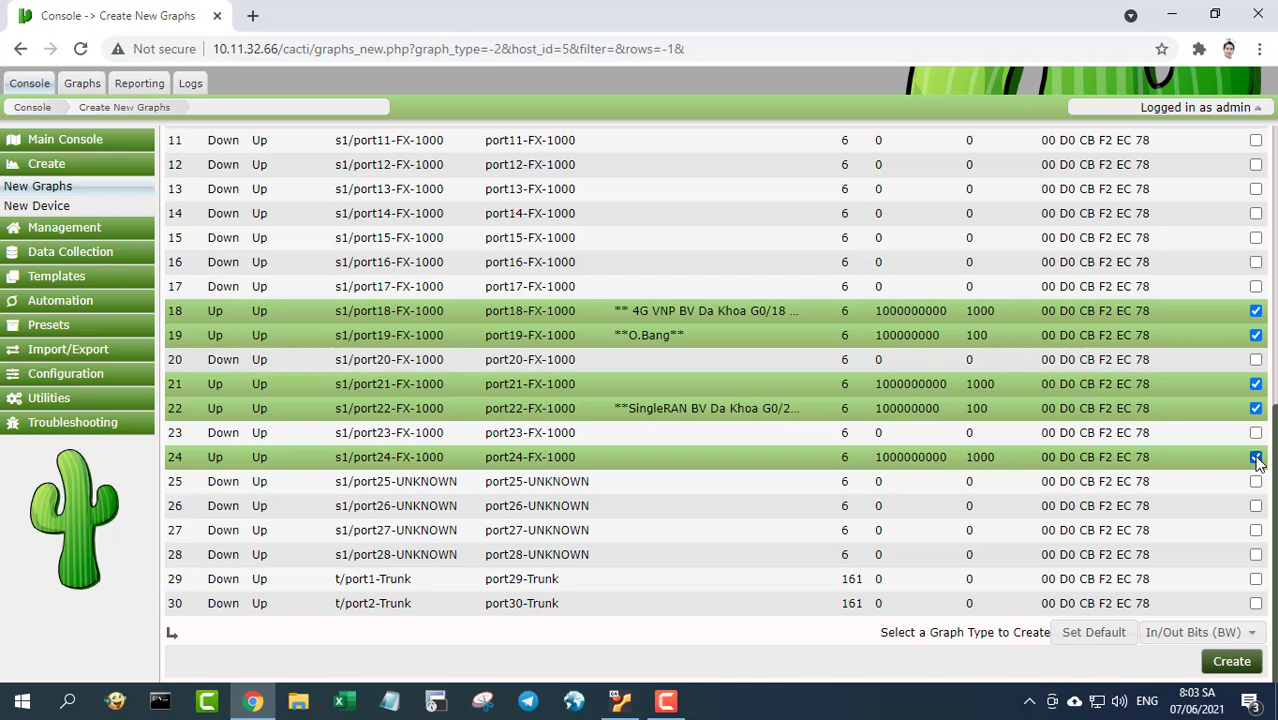 Console -> Create New Graphs
Not secure 10.11.32.66/cacti/graphs_new.php?graph_type=-2&host_id=5&filter=&rows=-1&
Console Graphs Reporting Logs
Console Create New Graphs Logged in as admin
Main Console
Create
New Graphs
New Device
Management
Data Collection
Templates
Automation
Presets
Import/Export
Configuration
Utilities
Troubleshooting
11 Down Up s1/port11-FX-1000 port11-FX-1000 6 0 0 00 D0 CB F2 EC 78
12 Down Up s1/port12-FX-1000 port12-FX-1000 6 0 0 00 D0 CB F2 EC 78
13 Down Up s1/port13-FX-1000 port13-FX-1000 6 0 0 00 D0 CB F2 EC 78
14 Down Up s1/port14-FX-1000 port14-FX-1000 6 0 0 00 D0 CB F2 EC 78
15 Down Up s1/port15-FX-1000 port15-FX-1000 6 0 0 00 D0 CB F2 EC 78
16 Down Up s1/port16-FX-1000 port16-FX-1000 6 0 0 00 D0 CB F2 EC 78
17 Down Up s1/port17-FX-1000 port17-FX-1000 6 0 0 00 D0 CB F2 EC 78
18 Up Up s1/port18-FX-1000 port18-FX-1000 ** 4G VNP BV Da Khoa G0/18 ... 6 1000000000 1000 00 D0 CB F2 EC 78
19 Up Up s1/port19-FX-1000 port19-FX-1000 **O.Bang** 6 100000000 100 00 D0 CB F2 EC 78
20 Down Up s1/port20-FX-1000 port20-FX-1000 6 0 0 00 D0 CB F2 EC 78
21 Up Up s1/port21-FX-1000 port21-FX-1000 6 1000000000 1000 00 D0 CB F2 EC 78
22 Up Up s1/port22-FX-1000 port22-FX-1000 **SingleRAN BV Da Khoa G0/2... 6 100000000 100 00 D0 CB F2 EC 78
23 Down Up s1/port23-FX-1000 port23-FX-1000 6 0 0 00 D0 CB F2 EC 78
24 Up Up s1/port24-FX-1000 port24-FX-1000 6 1000000000 1000 00 D0 CB F2 EC 78
25 Down Up s1/port25-UNKNOWN port25-UNKNOWN 6 0 0 00 D0 CB F2 EC 78
26 Down Up s1/port26-UNKNOWN port26-UNKNOWN 6 0 0 00 D0 CB F2 EC 78
27 Down Up s1/port27-UNKNOWN port27-UNKNOWN 6 0 0 00 D0 CB F2 EC 78
28 Down Up s1/port28-UNKNOWN port28-UNKNOWN 6 0 0 00 D0 CB F2 EC 78
29 Down Up t/port1-Trunk port29-Trunk 161 0 0 00 D0 CB F2 EC 78
30 Down Up t/port2-Trunk port30-Trunk 161 0 0 00 D0 CB F2 EC 78
Select a Graph Type to Create Set Default In/Out Bits (BW)
Create
ENG 8:03 SA
07/06/2021 3